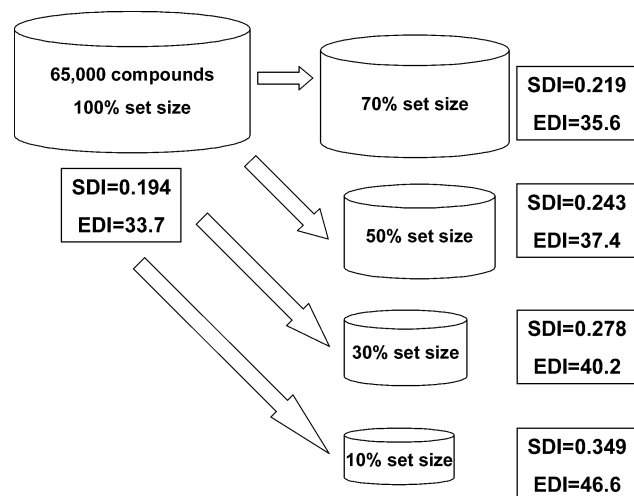 65,000 compounds
100% set size
SDI=0.194
EDI=33.7
70% set size
SDI=0.219
EDI=35.6
50% set size
SDI=0.243
EDI=37.4
30% set size
SDI=0.278
EDI=40.2
10% set size
SDI=0.349
EDI=46.6